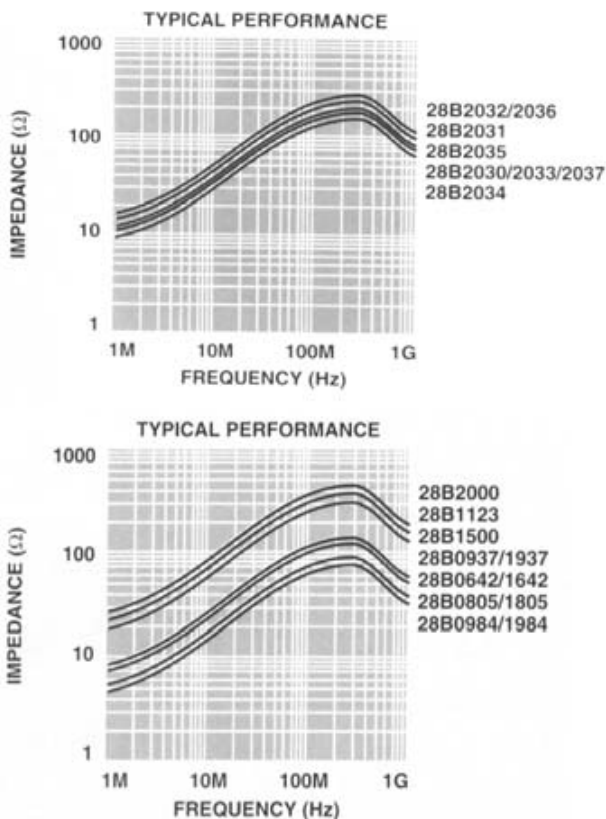 TYPICAL PERFORMANCE
1000
100
10
1
IMPEDANCE (Ω)
28B2032/2036
28B2031
28B2035
28B2030/2033/2037
28B2034
1M 10M 100M 1G
FREQUENCY (Hz)
TYPICAL PERFORMANCE
1000
100
10
1
IMPEDANCE (Ω)
28B2000
28B1123
28B1500
28B0937/1937
28B0642/1642
28B0805/1805
28B0984/1984
1M 10M 100M 1G
FREQUENCY (Hz)